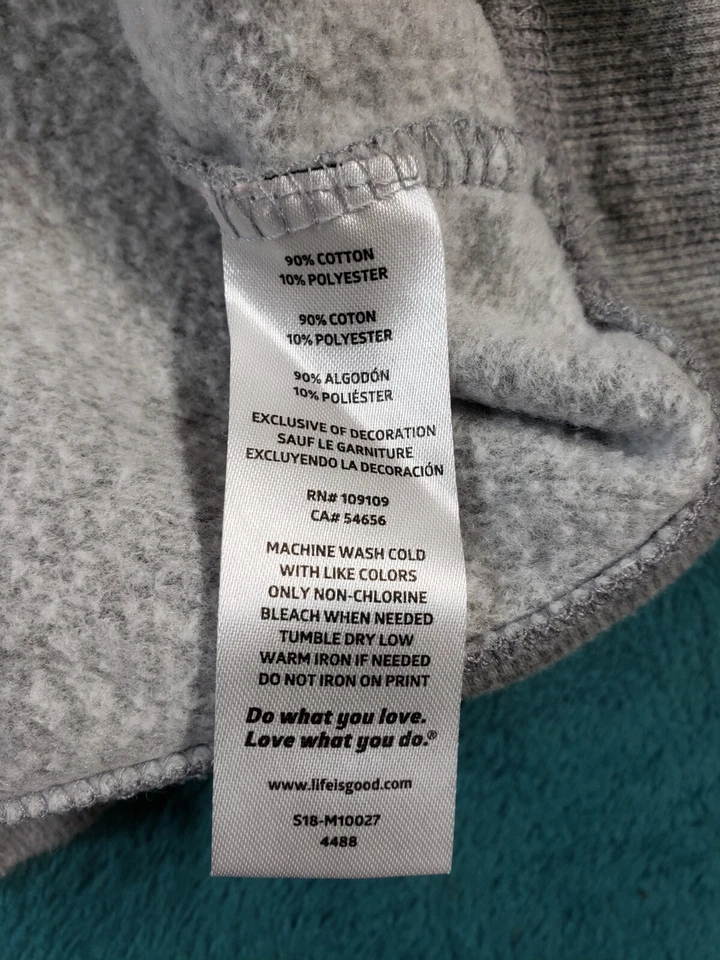 90% COTTON
10% POLYESTER
90% COTON
10% POLYESTER
90% ALGODÓN
10% POLIÉSTER
EXCLUSIVE OF DECORATION
SAUF LE GARNITURE
EXCLUYENDO LA DECORACIÓN
RN# 109109
CA# 54656
MACHINE WASH COLD
WITH LIKE COLORS
ONLY NON-CHLORINE
BLEACH WHEN NEEDED
TUMBLE DRY LOW
WARM IRON IF NEEDED
DO NOT IRON ON PRINT
Do what you love.
Love what you do.®
www.lifeisgood.com
S18-M10027
4488